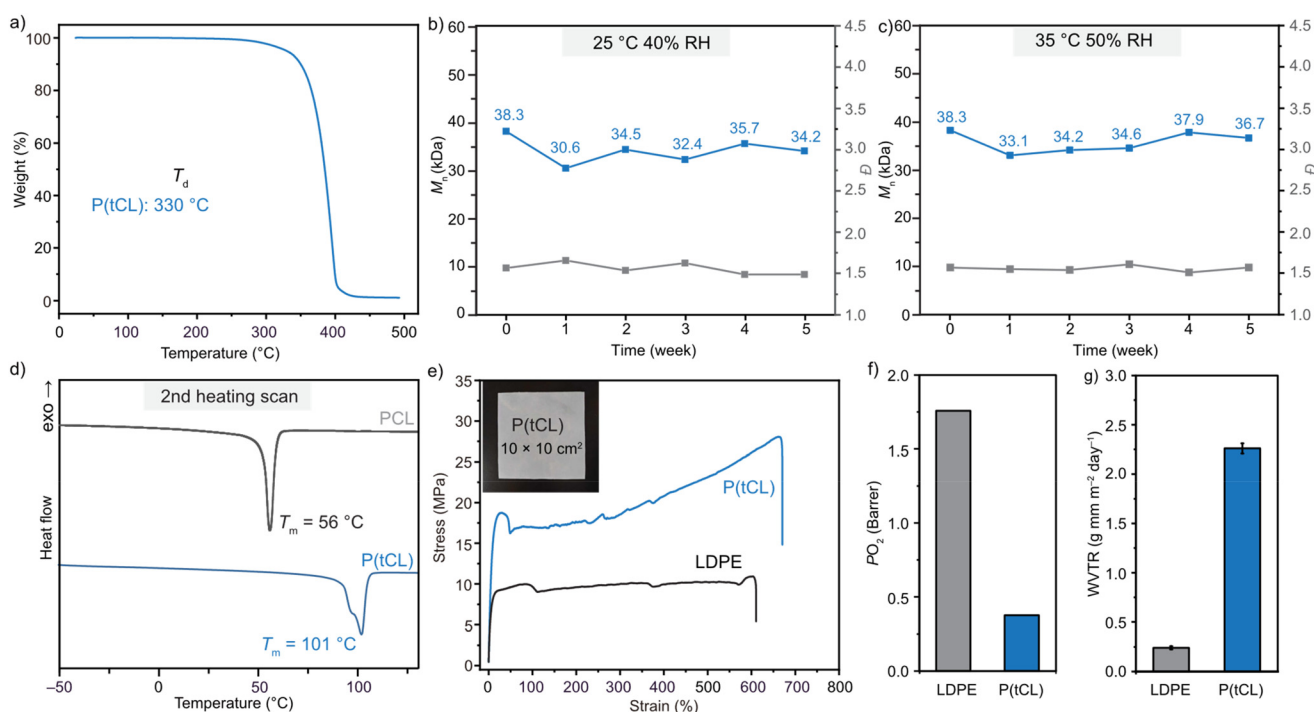 a)
100
80
60
40
20
0
Weight (%)
T_d
P(tCL): 330 °C
0 100 200 300 400 500
Temperature (°C)
b)
25 °C 40% RH
60
50
40
30
20
10
0
M_n (kDa)
38.3 30.6 34.5 32.4 35.7 34.2
4.5
4.0
3.5
3.0
2.5
2.0
1.5
1.0
Đ
0 1 2 3 4 5
Time (week)
c)
35 °C 50% RH
60
50
40
30
20
10
0
M_n (kDa)
38.3 33.1 34.2 34.6 37.9 36.7
4.5
4.0
3.5
3.0
2.5
2.0
1.5
1.0
Đ
0 1 2 3 4 5
Time (week)
d)
2nd heating scan
exo →
Heat flow
PCL
T_m = 56 °C
P(tCL)
T_m = 101 °C
–50 0 50 100
Temperature (°C)
e)
35
30
25
20
15
10
5
0
Stress (MPa)
P(tCL)
10 × 10 cm²
P(tCL)
LDPE
0 100 200 300 400 500 600 700 800
Strain (%)
f)
2.0
1.5
1.0
0.5
0.0
PO₂ (Barrer)
LDPE P(tCL)
g)
3.0
2.5
2.25
1.5
1.0
0.75
0.5
0.25
0.0
WVTR (g mm m⁻² day⁻¹)
LDPE P(tCL)